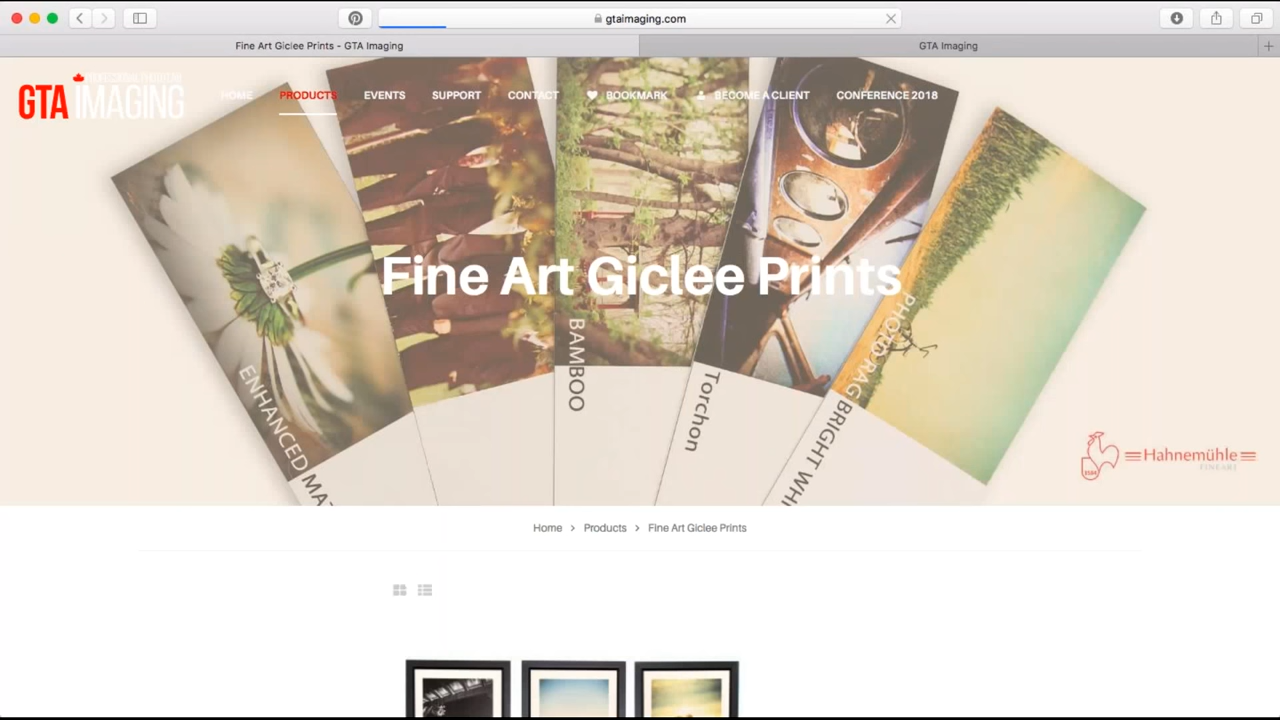 gtaimaging.com
Fine Art Giclee Prints - GTA Imaging
GTA Imaging
GTA IMAGING
HOME
PRODUCTS
EVENTS
SUPPORT
CONTACT
BOOKMARK
BECOME A CLIENT
CONFERENCE 2018
Fine Art Giclee Prints
ENHANCED MA
BAMBOO
Torchon
PHOTO RAG BRIGHT WHI
Hahnemühle
FINEART
Home > Products > Fine Art Giclee Prints